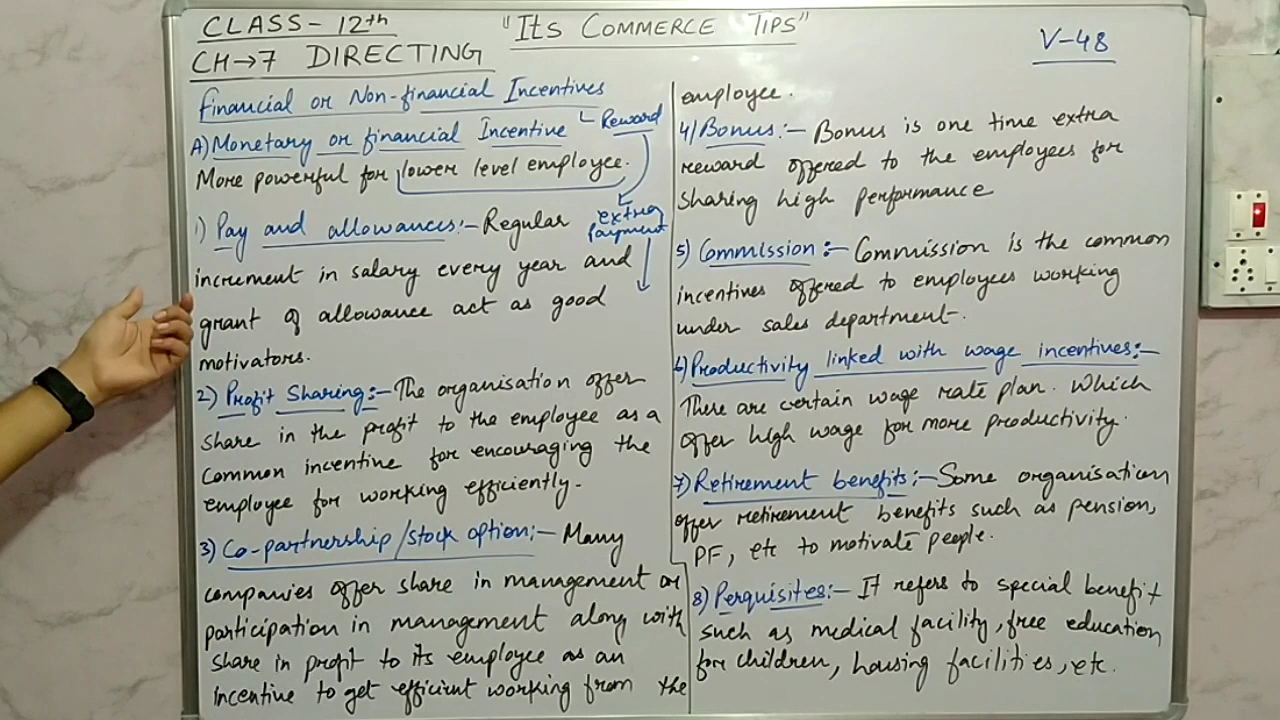 CLASS- 12th
"Its COMMERCE TIPS"
V-48
CH→7 DIRECTING
Financial or Non-financial Incentives
↳ Reward
A) Monetary or financial Incentive
More powerful for lower level employee.
extra
payment
1) Pay and allowances:- Regular
increment in salary every year and
grant of allowance act as good
motivators.
2) Profit Sharing:- The organisation offer
share in the profit to the employee as a
common incentive for encouraging the
employee for working efficiently.
3) Co-partnership/stock option:- Many
companies offer share in management or
participation in management along with
share in profit to its employee as an
incentive to get efficient working from the
employee.
4) Bonus:- Bonus is one time extra
reward offered to the employees for
sharing high performance
5) Commission:- Commission is the common
incentives offered to employees working
under sales department.
6) Productivity linked with wage incentives:-
There are certain wage rate plan. Which
offer high wage for more productivity.
7) Retirement benefits:- Some organisation
offer retirement benefits such as pension,
PF, etc to motivate people.
8) Perquisites:- It refers to special benefit
such as medical facility, free education
for children, housing facilities, etc.